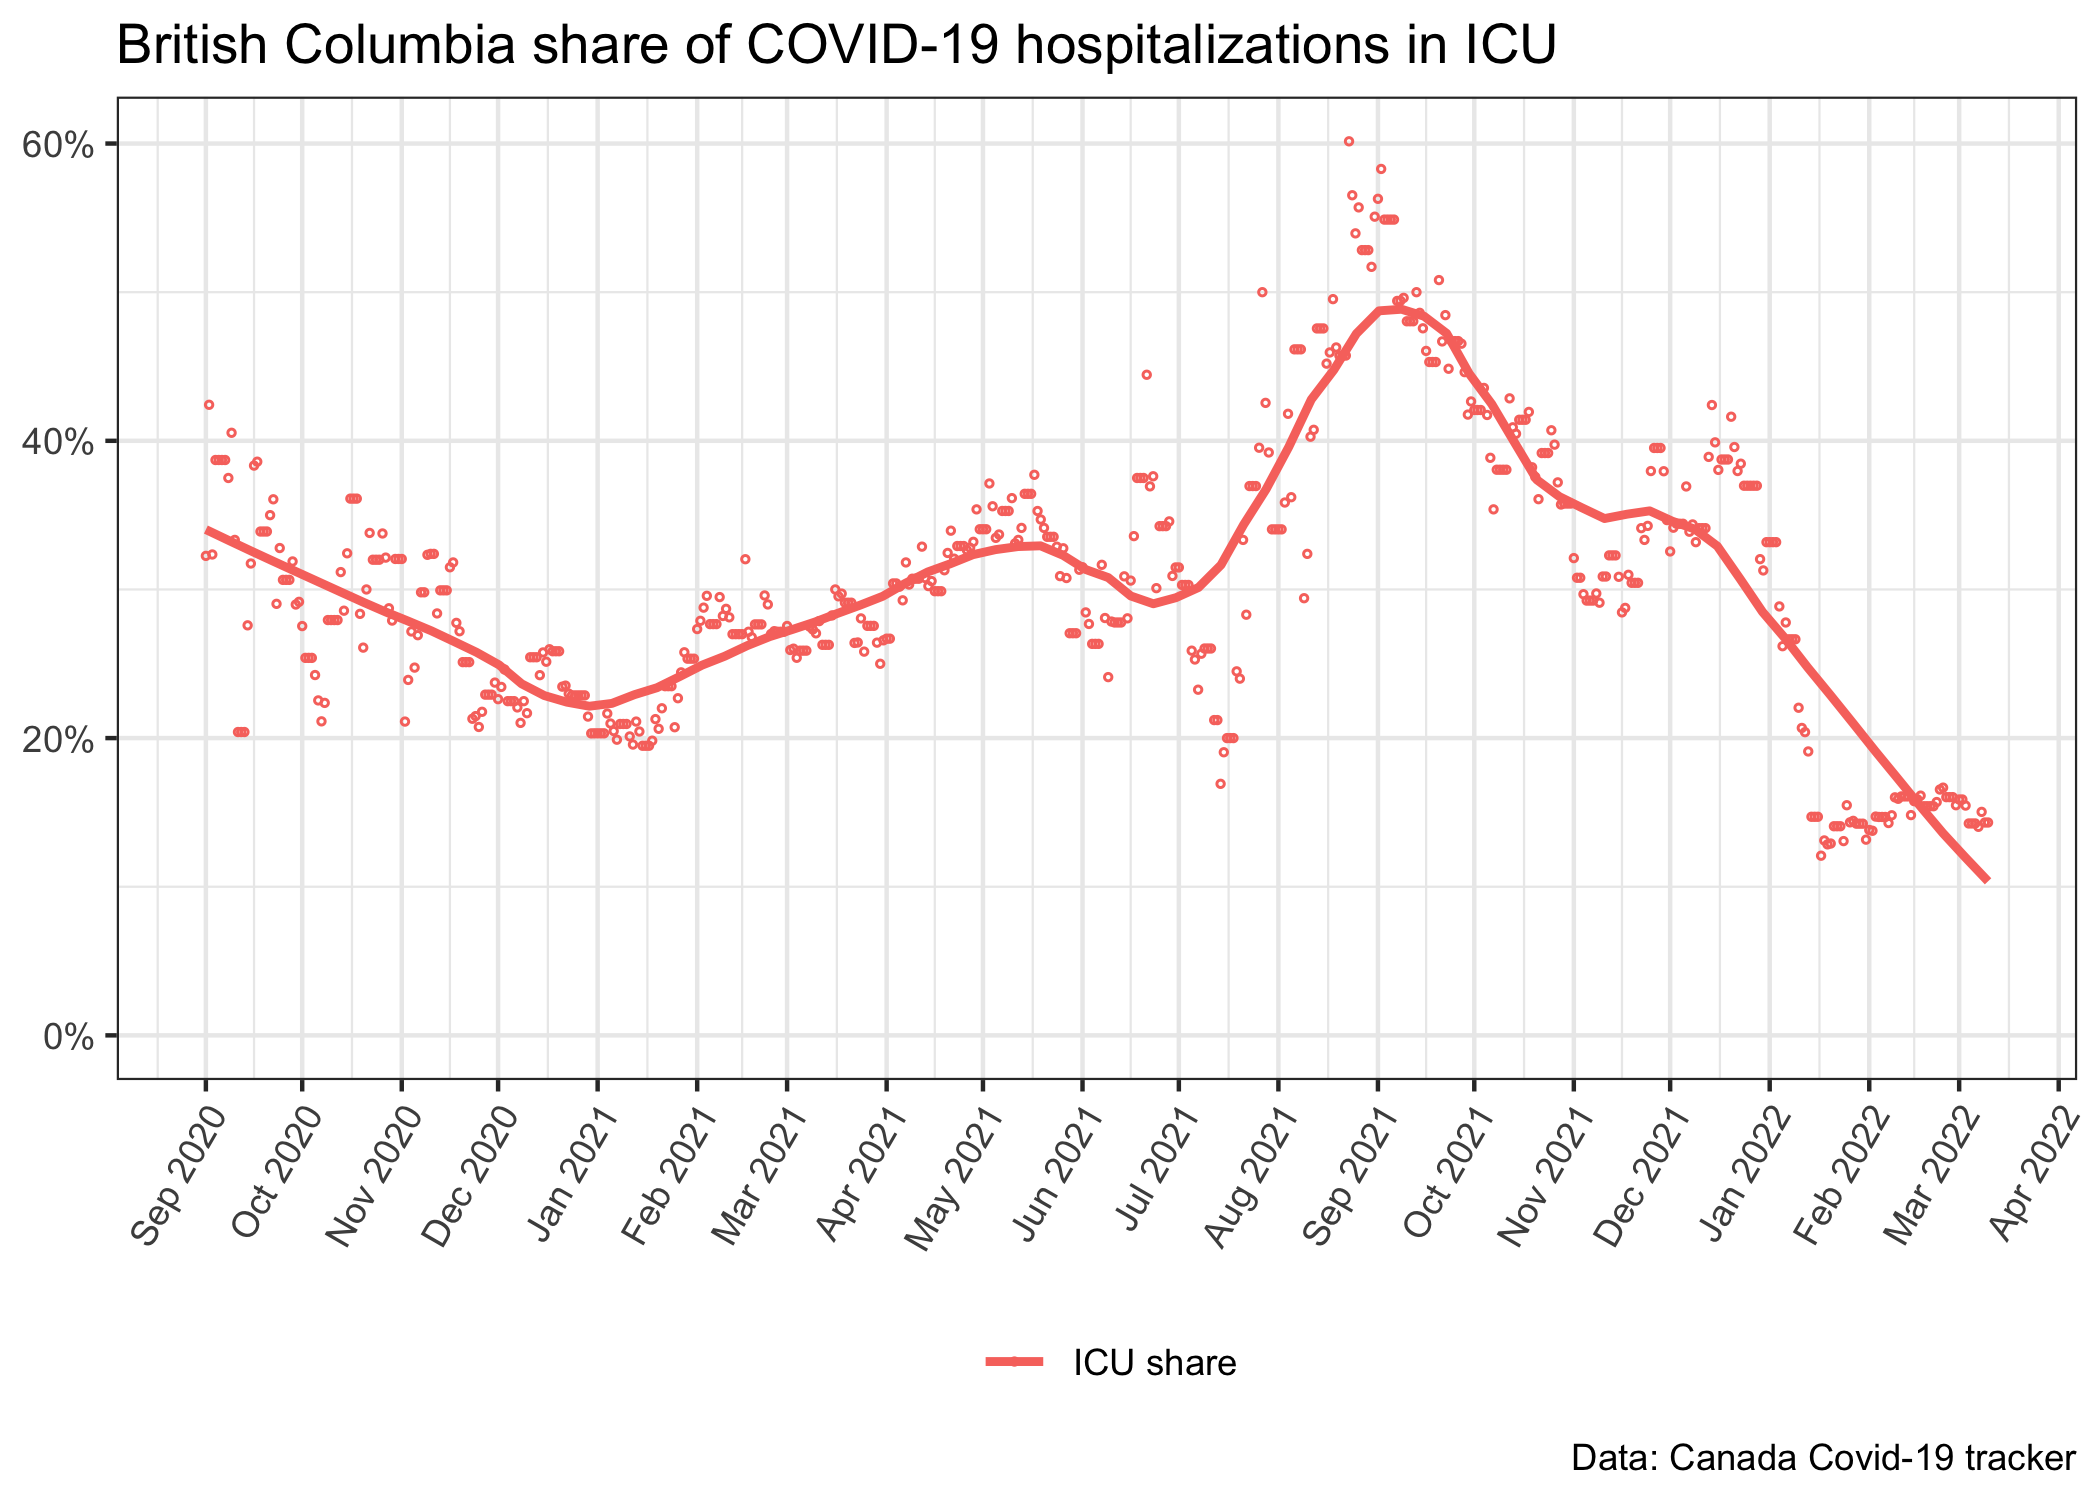 British Columbia share of COVID-19 hospitalizations in ICU
60%
40%
20%
0%
Sep 2020
Oct 2020
Nov 2020
Dec 2020
Jan 2021
Feb 2021
Mar 2021
Apr 2021
May 2021
Jun 2021
Jul 2021
Aug 2021
Sep 2021
Oct 2021
Nov 2021
Dec 2021
Jan 2022
Feb 2022
Mar 2022
Apr 2022
ICU share
Data: Canada Covid-19 tracker